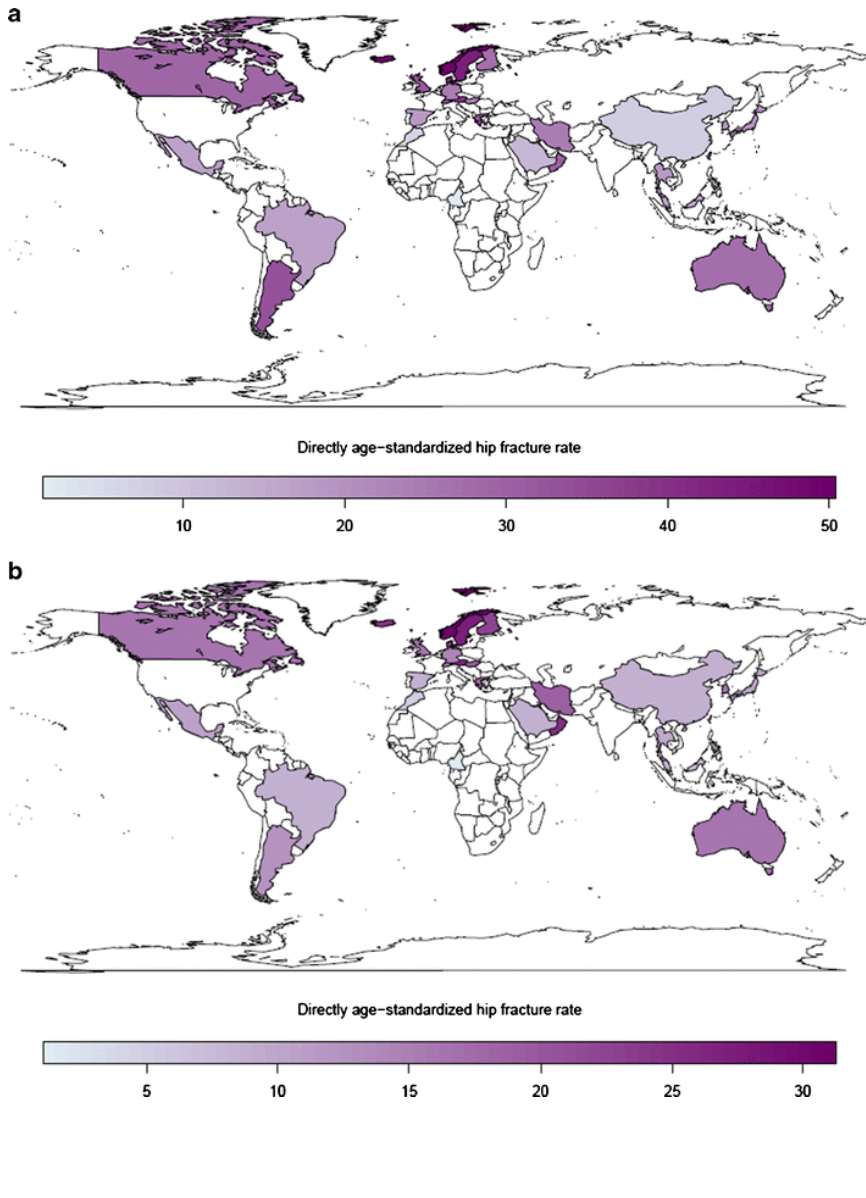 a
Directly age−standardized hip fracture rate
10 20 30 40 50
b
Directly age−standardized hip fracture rate
5 10 15 20 25 30